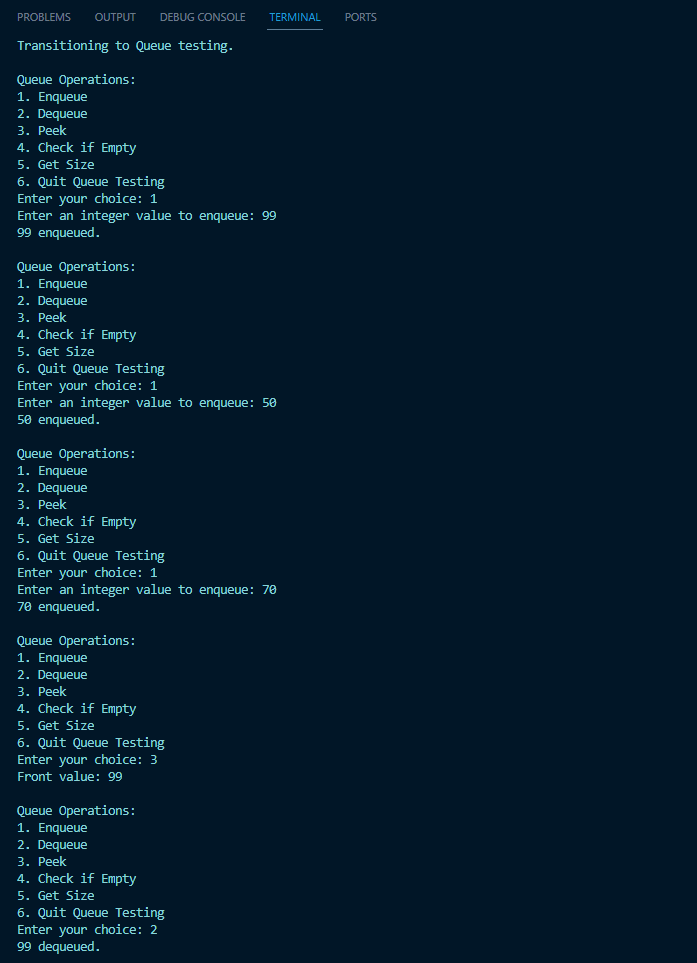 PROBLEMS OUTPUT DEBUG CONSOLE TERMINAL PORTS
Transitioning to Queue testing.
Queue Operations:
1. Enqueue
2. Dequeue
3. Peek
4. Check if Empty
5. Get Size
6. Quit Queue Testing
Enter your choice: 1
Enter an integer value to enqueue: 99
99 enqueued.
Queue Operations:
1. Enqueue
2. Dequeue
3. Peek
4. Check if Empty
5. Get Size
6. Quit Queue Testing
Enter your choice: 1
Enter an integer value to enqueue: 50
50 enqueued.
Queue Operations:
1. Enqueue
2. Dequeue
3. Peek
4. Check if Empty
5. Get Size
6. Quit Queue Testing
Enter your choice: 1
Enter an integer value to enqueue: 70
70 enqueued.
Queue Operations:
1. Enqueue
2. Dequeue
3. Peek
4. Check if Empty
5. Get Size
6. Quit Queue Testing
Enter your choice: 3
Front value: 99
Queue Operations:
1. Enqueue
2. Dequeue
3. Peek
4. Check if Empty
5. Get Size
6. Quit Queue Testing
Enter your choice: 2
99 dequeued.